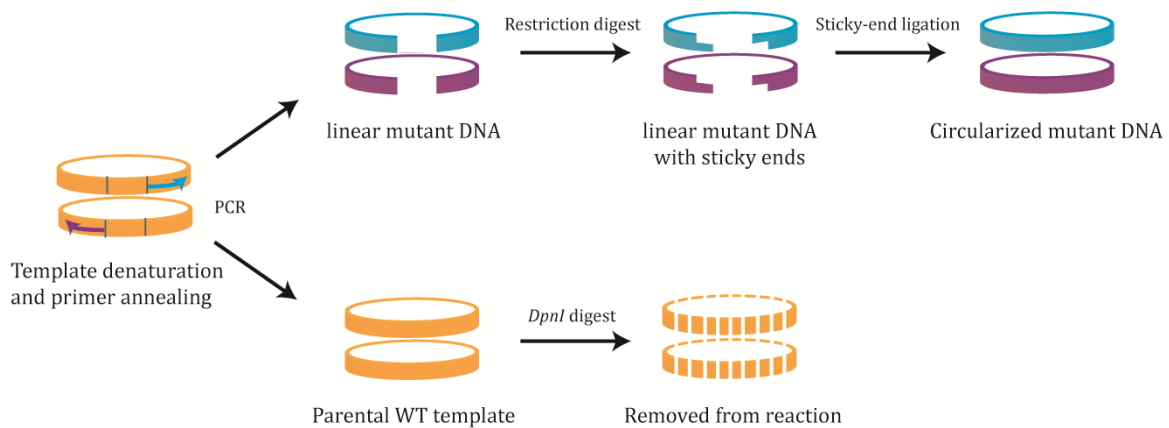 Restriction digest
Sticky-end ligation
linear mutant DNA
linear mutant DNA
with sticky ends
Circularized mutant DNA
PCR
Template denaturation
and primer annealing
DpnI digest
Parental WT template
Removed from reaction